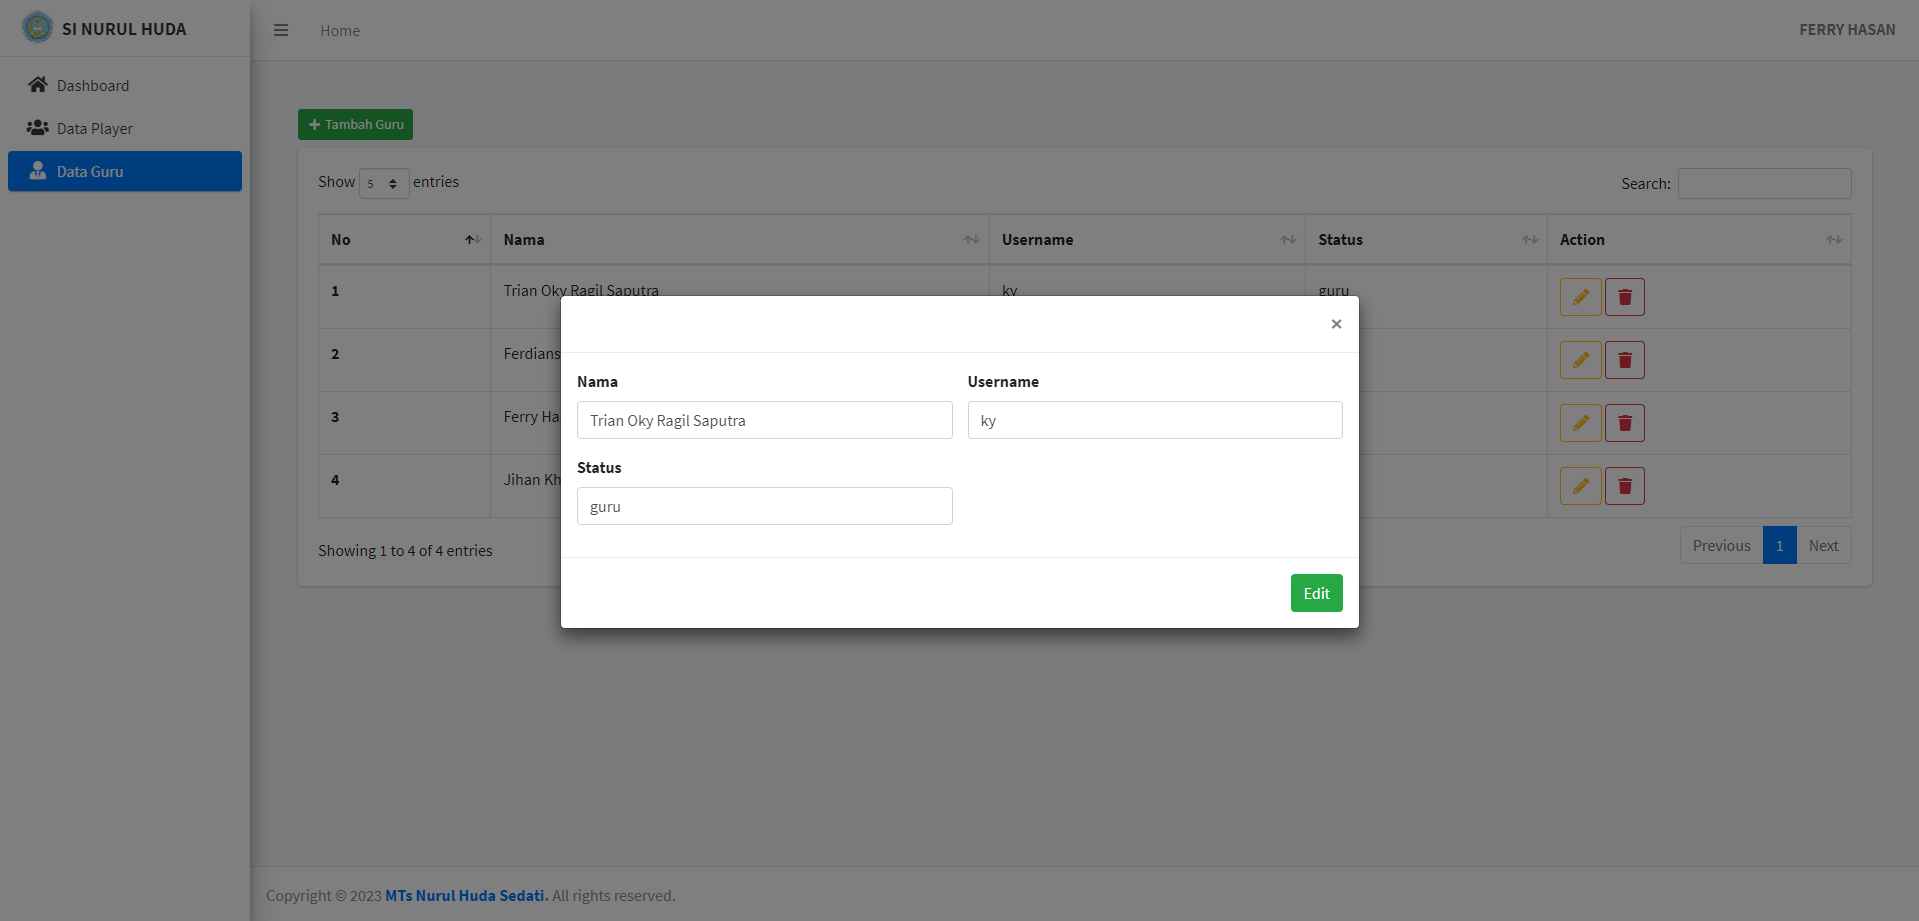 SI NURUL HUDA
Home
FERRY HASAN
Dashboard
Data Player
Data Guru
Tambah Guru
Show 5 entries
Search:
No Nama Username Status Action
1 Trian Oky Ragil Saputra ky guru
2 Ferdians
3 Ferry Ha
4 Jihan Kh
Showing 1 to 4 of 4 entries
Previous 1 Next
×
Nama Username
Trian Oky Ragil Saputra ky
Status
guru
Edit
Copyright © 2023 MTs Nurul Huda Sedati. All rights reserved.